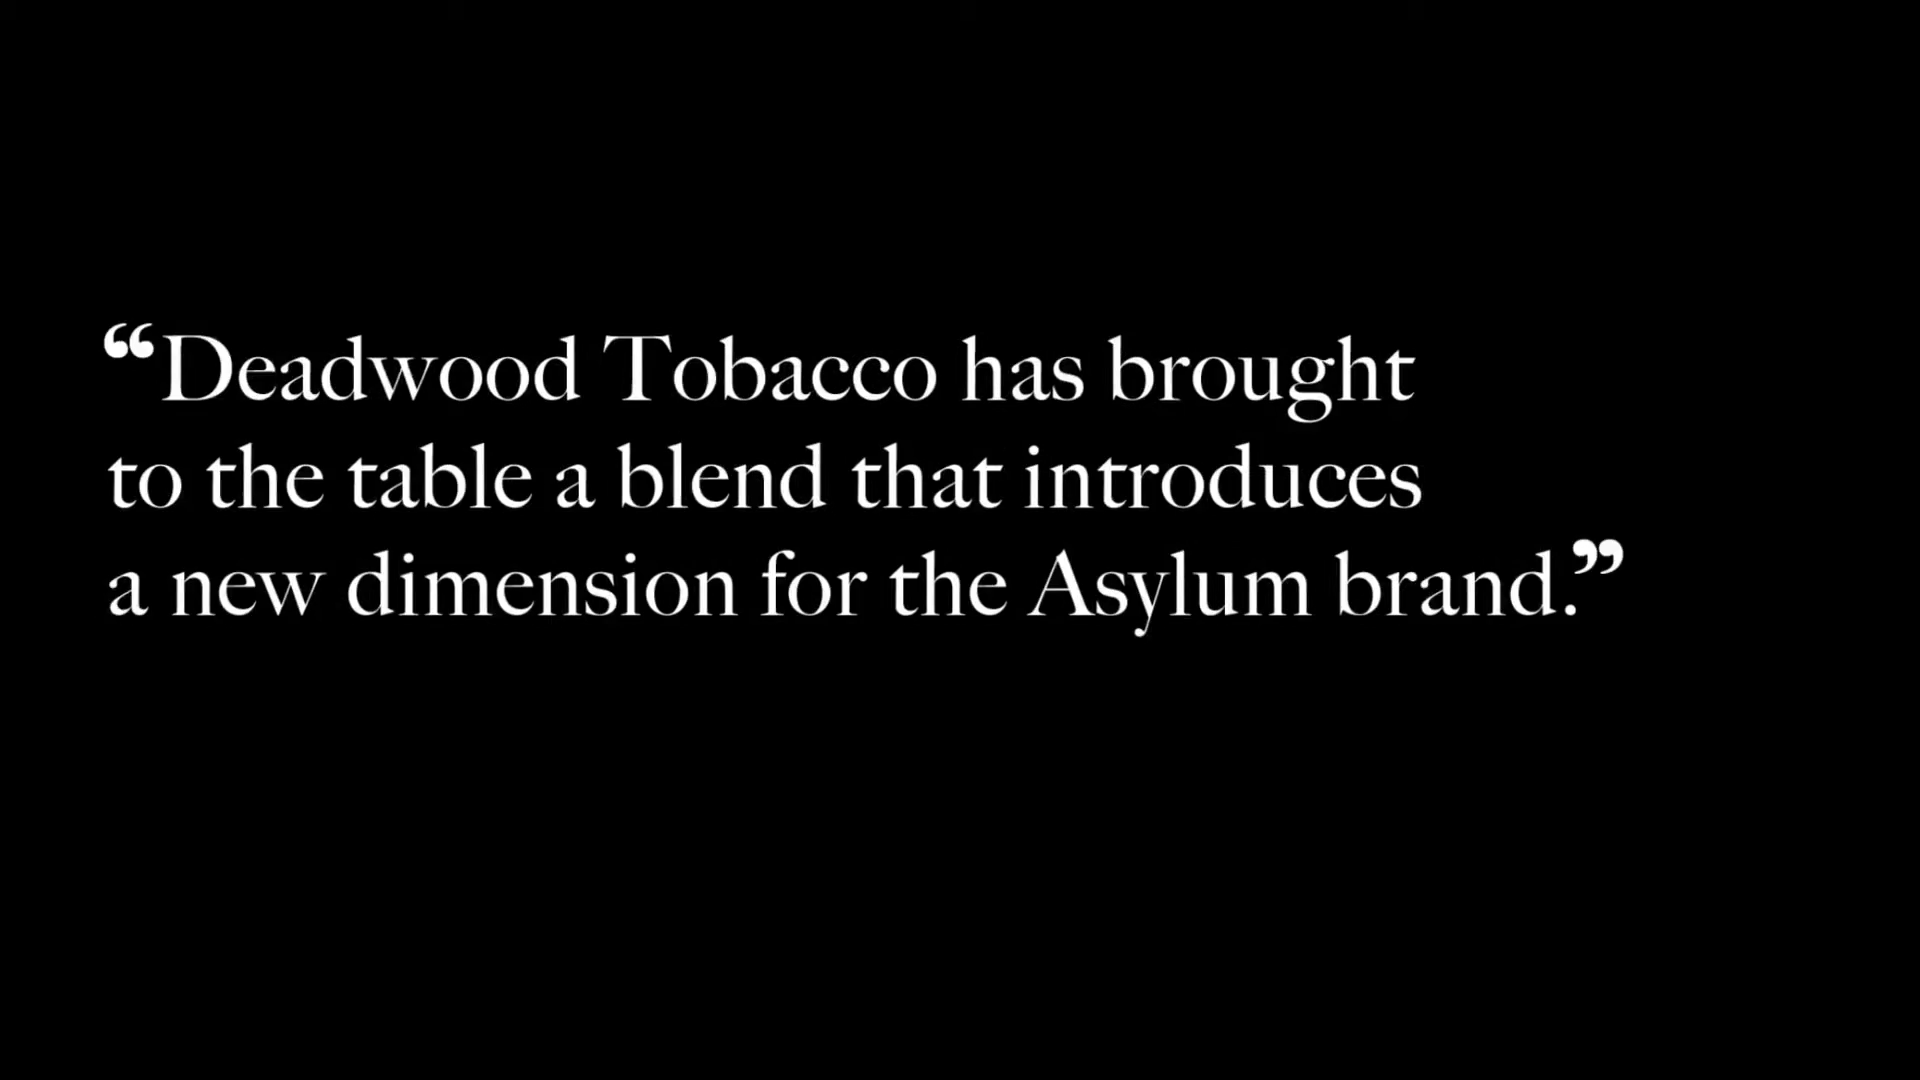 “Deadwood Tobacco has brought
to the table a blend that introduces
a new dimension for the Asylum brand.”